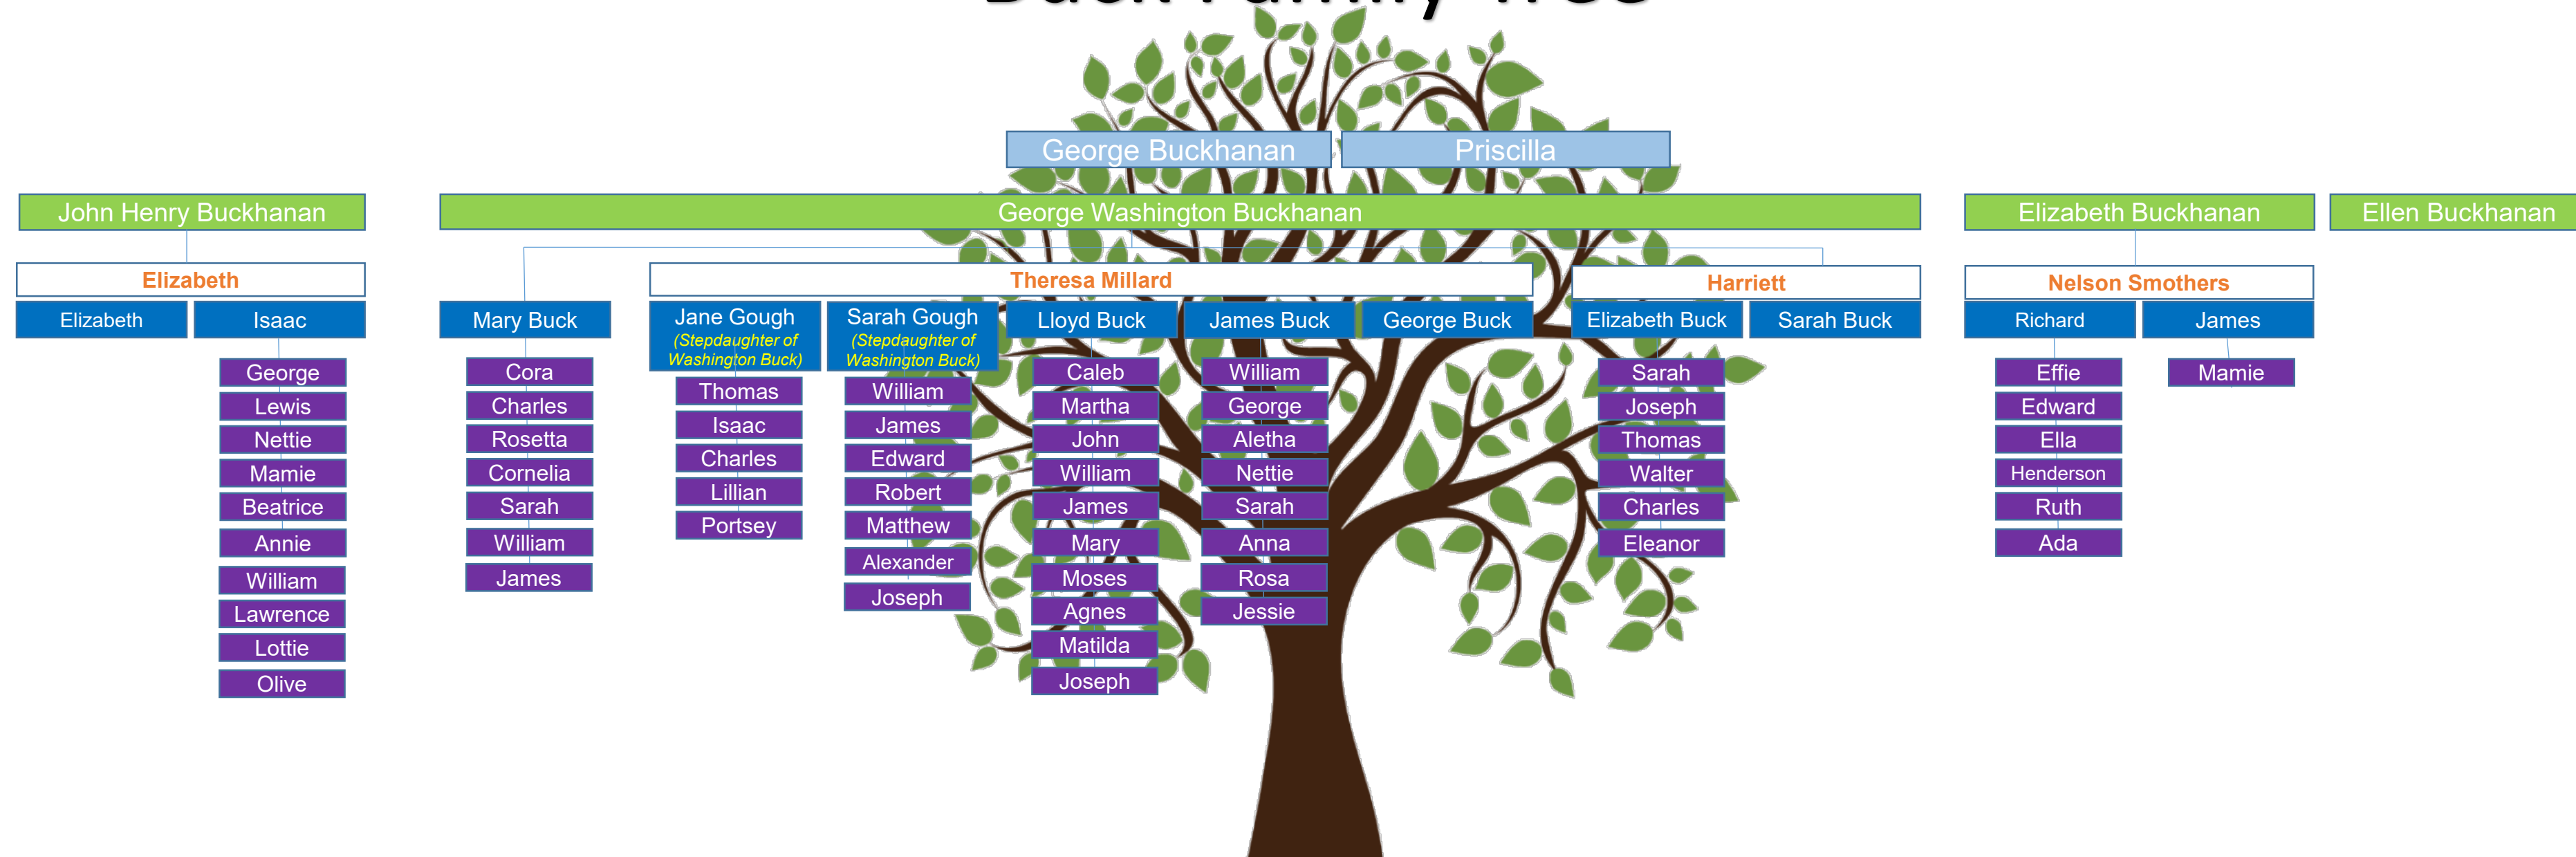 Buck Family Tree
George Buckhanan
Priscilla
John Henry Buckhanan
George Washington Buckhanan
Elizabeth Buckhanan
Ellen Buckhanan
Elizabeth
Theresa Millard
Harriett
Nelson Smothers
Elizabeth
Isaac
Mary Buck
Jane Gough
(Stepdaughter of
Washington Buck)
Sarah Gough
(Stepdaughter of
Washington Buck)
Lloyd Buck
James Buck
George Buck
Elizabeth Buck
Sarah Buck
Richard
James
George
Lewis
Nettie
Mamie
Beatrice
Annie
William
Lawrence
Lottie
Olive
Cora
Charles
Rosetta
Cornelia
Sarah
William
James
Thomas
Isaac
Charles
Lillian
Portsey
William
James
Edward
Robert
Matthew
Alexander
Joseph
Caleb
Martha
John
William
James
Mary
Moses
Agnes
Matilda
Joseph
William
George
Aletha
Nettie
Sarah
Anna
Rosa
Jessie
Sarah
Joseph
Thomas
Walter
Charles
Eleanor
Effie
Edward
Ella
Henderson
Ruth
Ada
Mamie